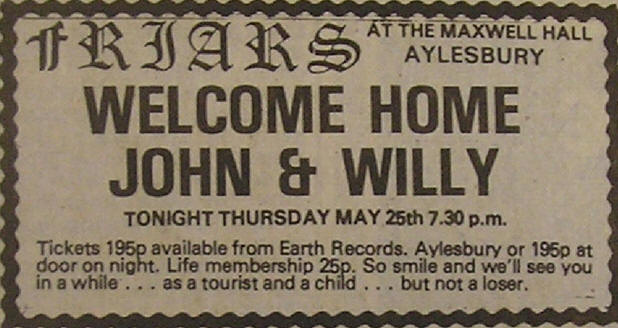 FRIARS AT THE MAXWELL HALL
AYLESBURY
WELCOME HOME
JOHN & WILLY
TONIGHT THURSDAY MAY 25th 7.30 p.m.
Tickets 195p available from Earth Records. Aylesbury or 195p at
door on night. Life membership 25p. So smile and we'll see you
in a while . . . as a tourist and a child . . . but not a loser.